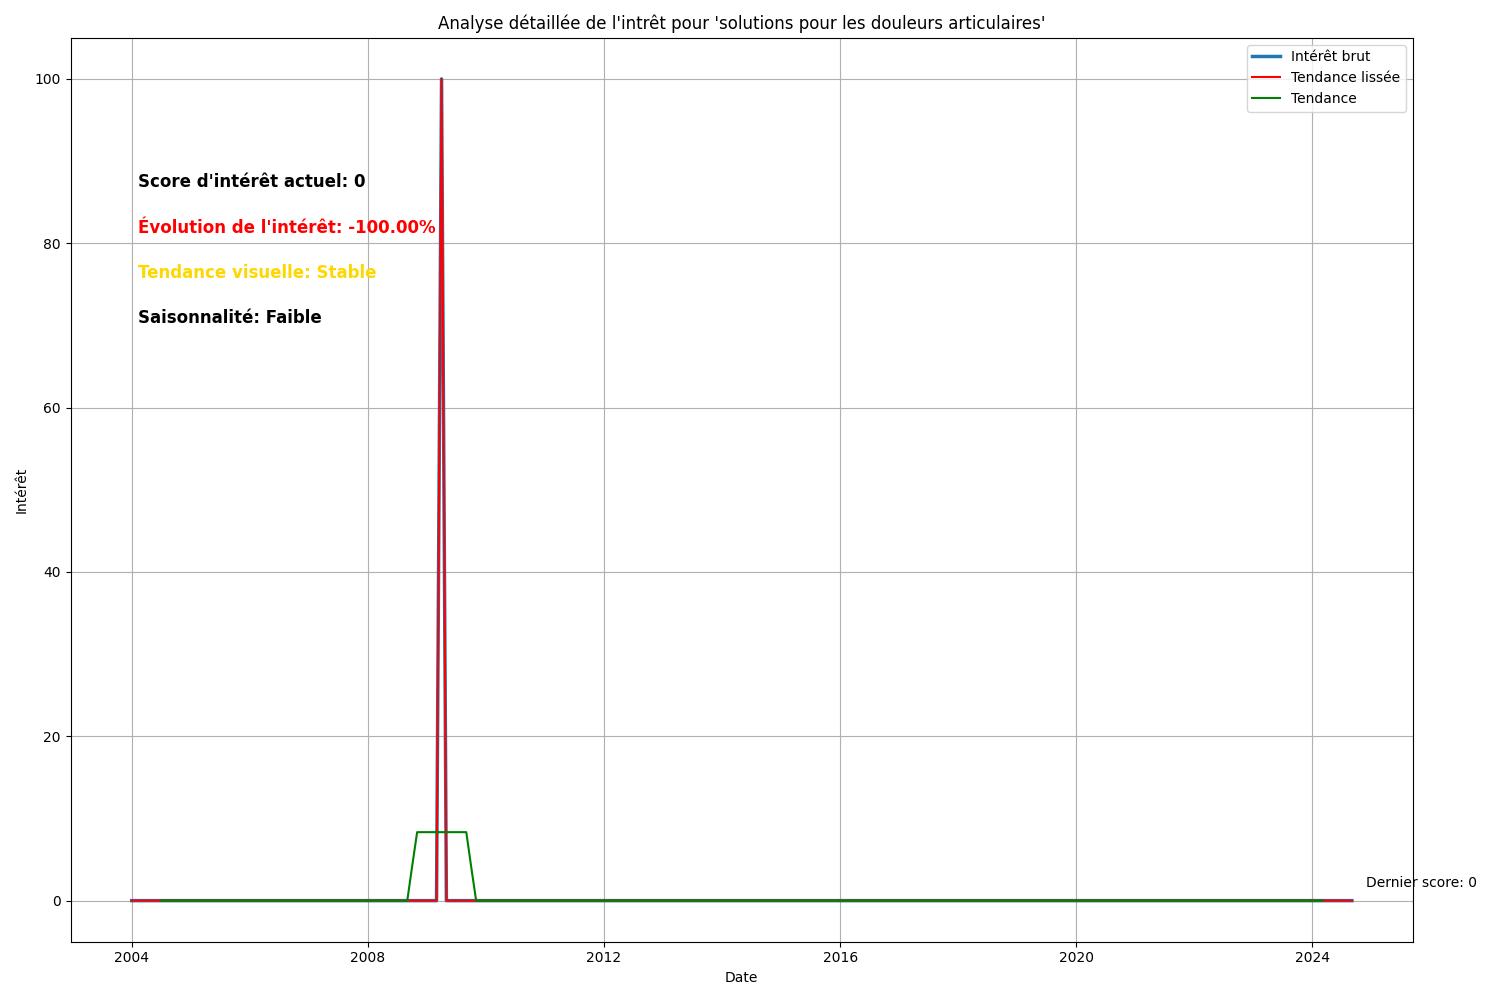 Analyse détaillée de l'intrêt pour 'solutions pour les douleurs articulaires'
Intérêt brut
Tendance lissée
Tendance
Score d'intérêt actuel: 0
Évolution de l'intérêt: -100.00%
Tendance visuelle: Stable
Saisonnalité: Faible
Dernier score: 0
Intérêt
100
80
60
40
20
0
2004
2008
2012
2016
2020
2024
Date